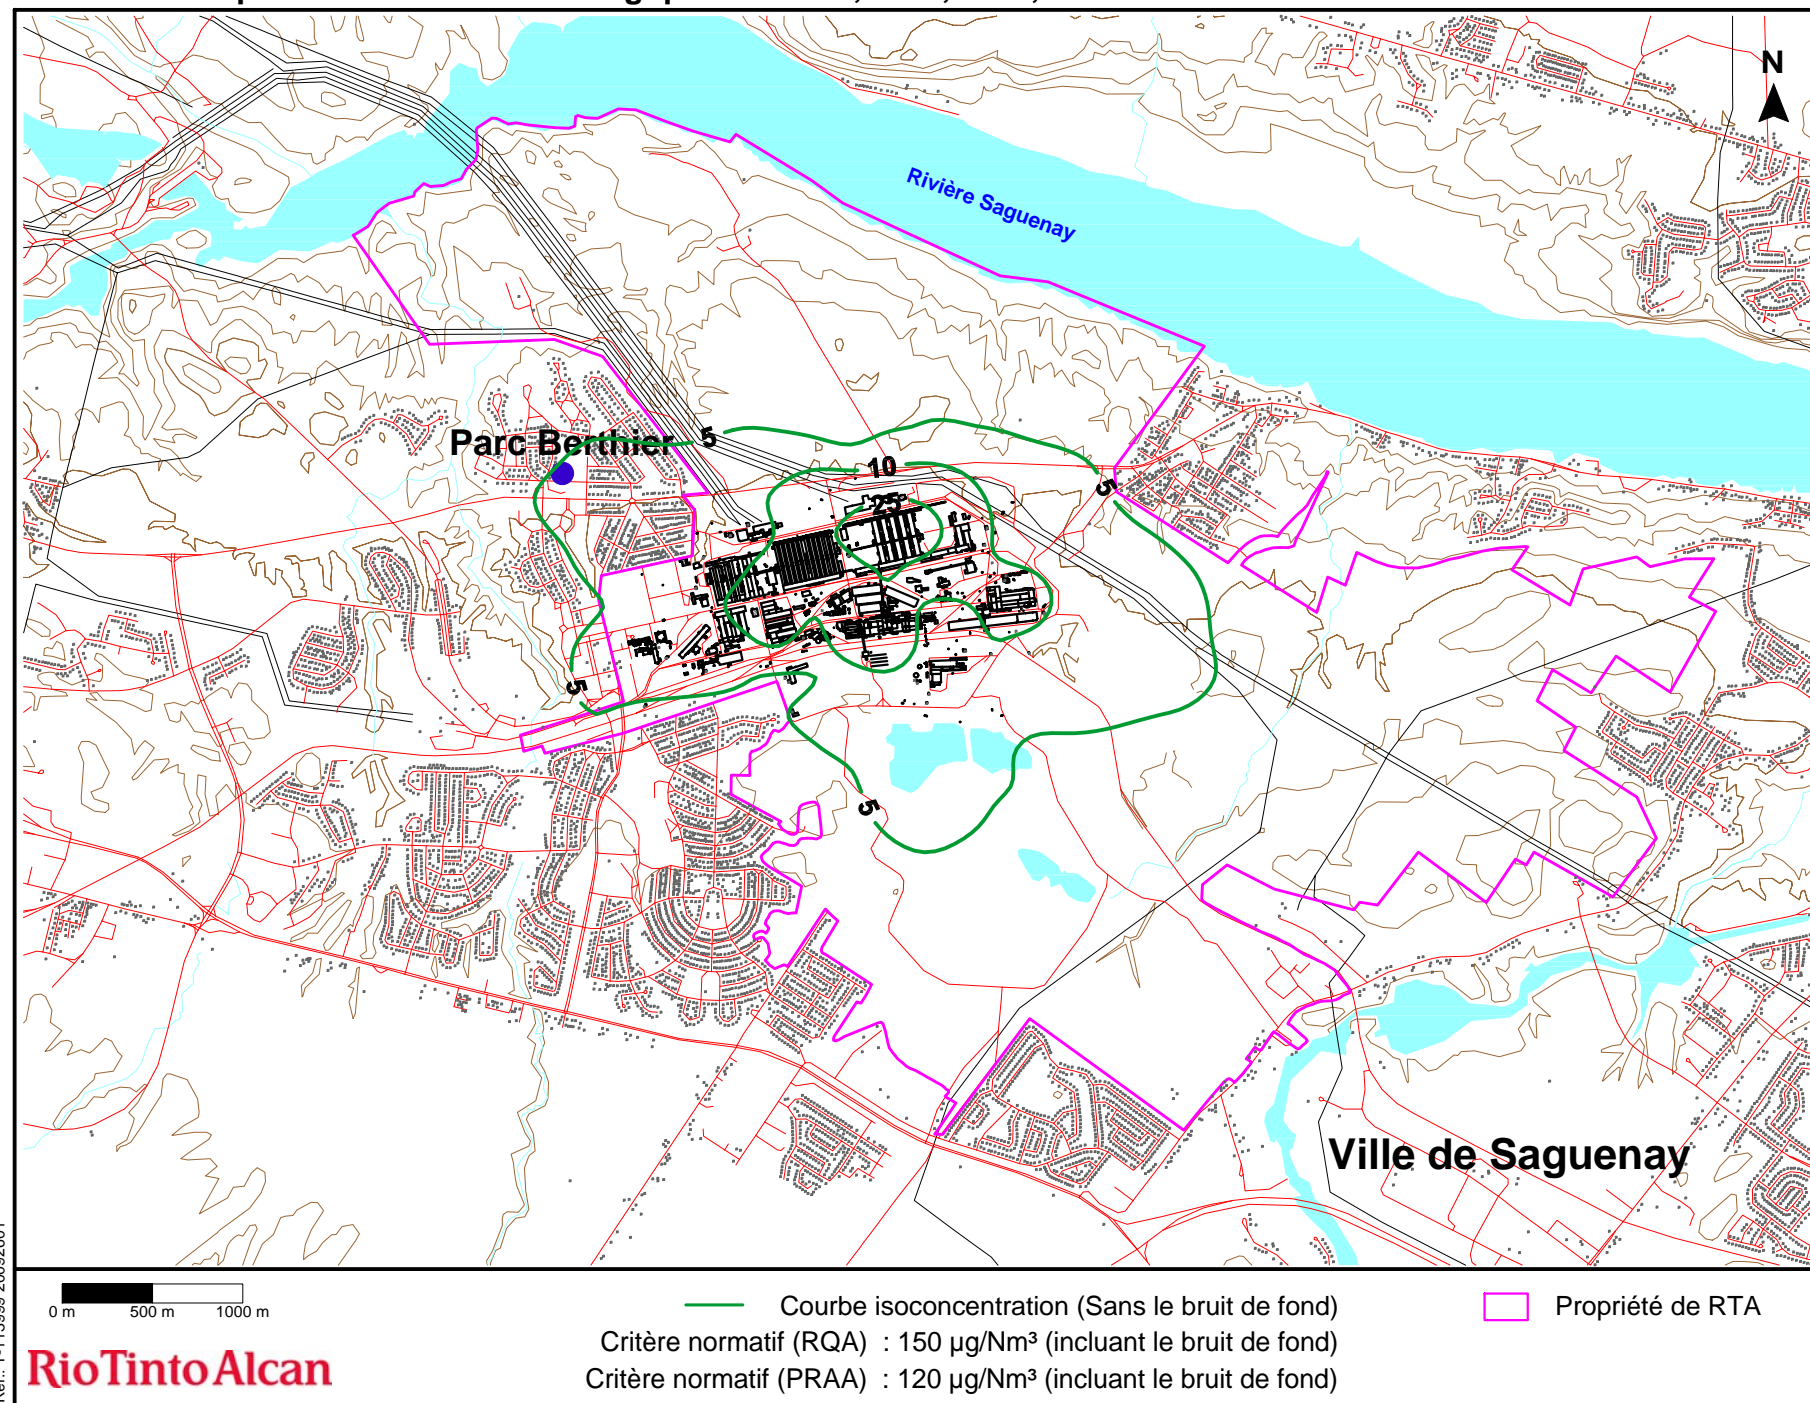 N
Rivière Saguenay
Parc Berthier
5
10
25
5
5
5
Ville de Saguenay
0 m 500 m 1000 m
RioTinto Alcan
Courbe isoconcentration (Sans le bruit de fond)
Critère normatif (RQA) : 150 µg/Nm³ (incluant le bruit de fond)
Critère normatif (PRAA) : 120 µg/Nm³ (incluant le bruit de fond)
Propriété de RTA